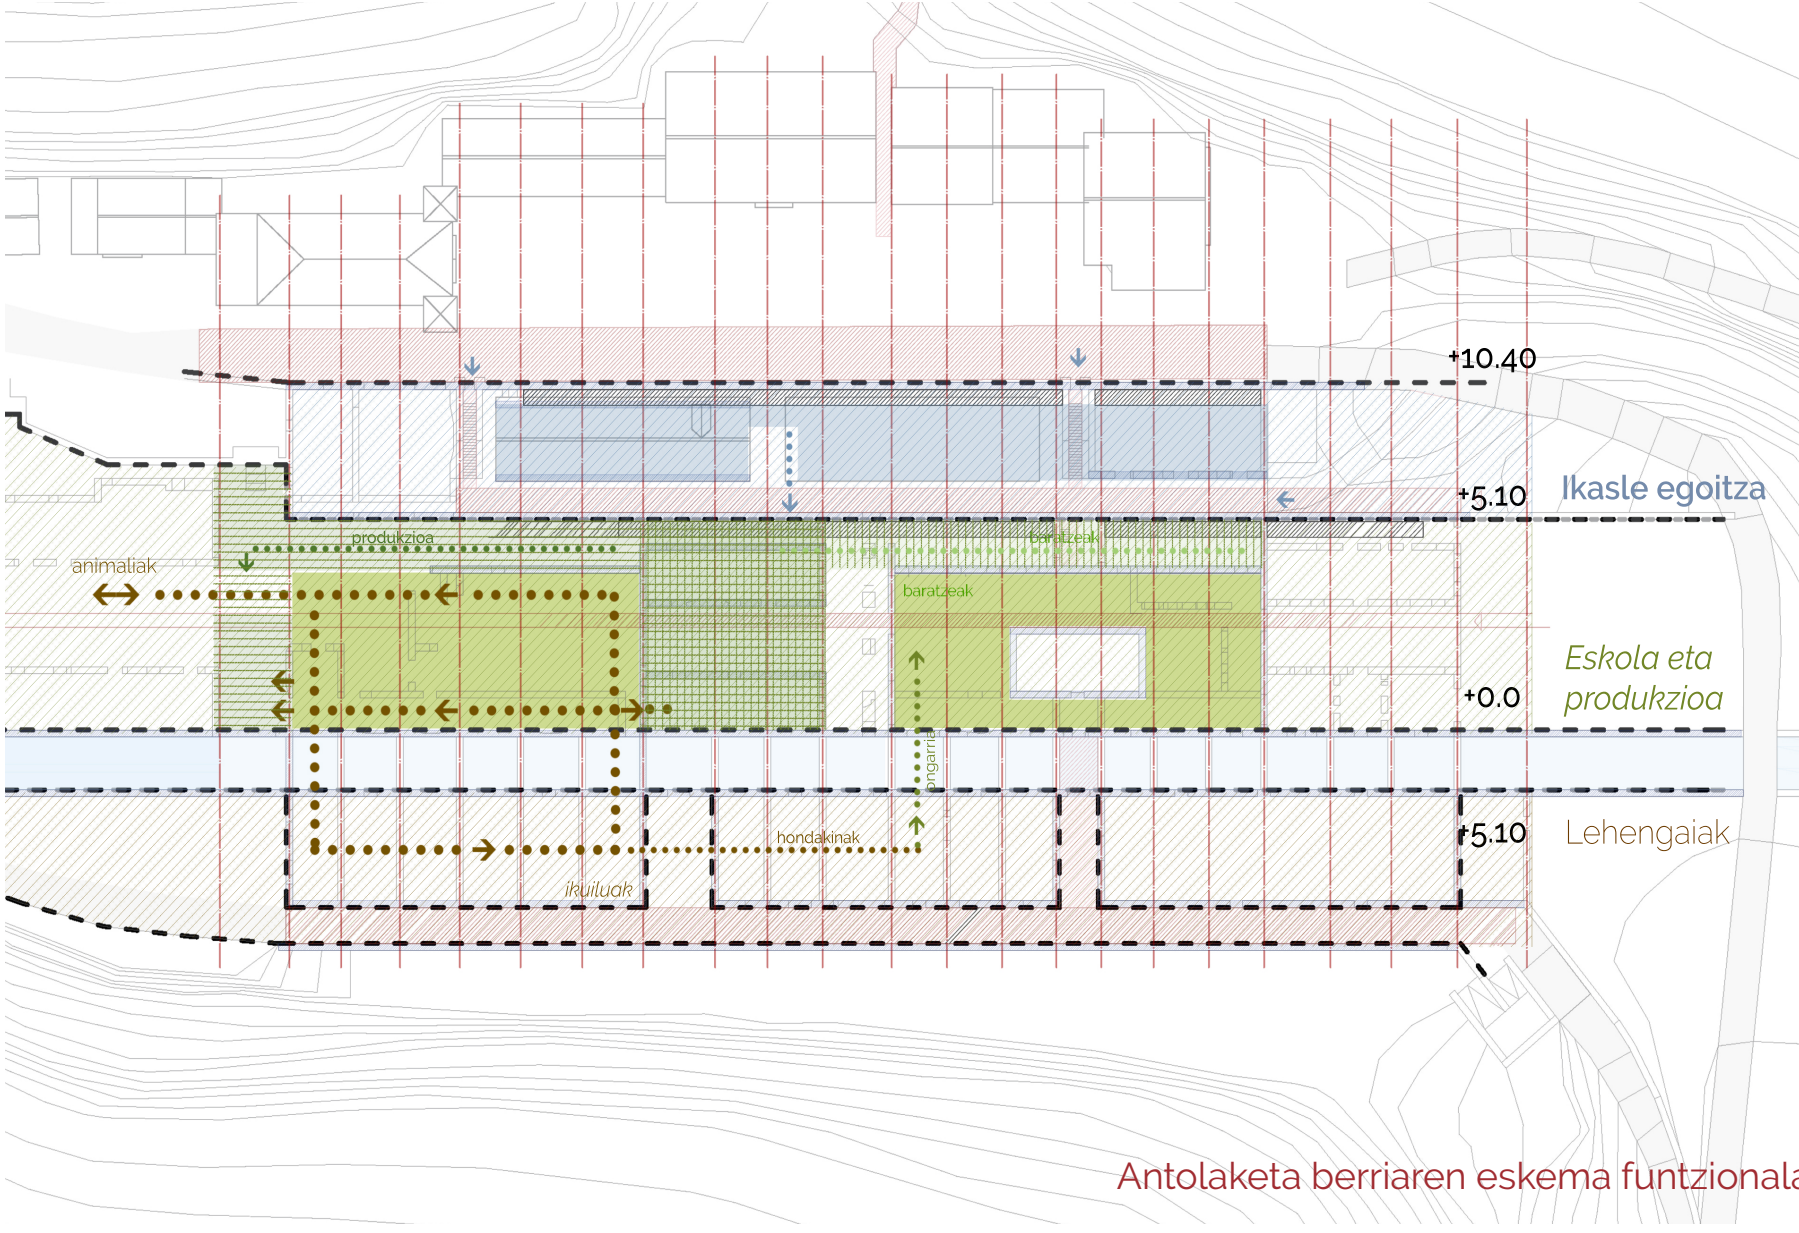 +10.40
+5.10
Ikasle egoitza
produkzioa
baratzeak
animaliak
baratzeak
Eskola eta
produkzioa
+0.0
ongarria
hondakinak
+5.10
Lehengaiak
ikuiluak
Antolaketa berriaren eskema funtzionala